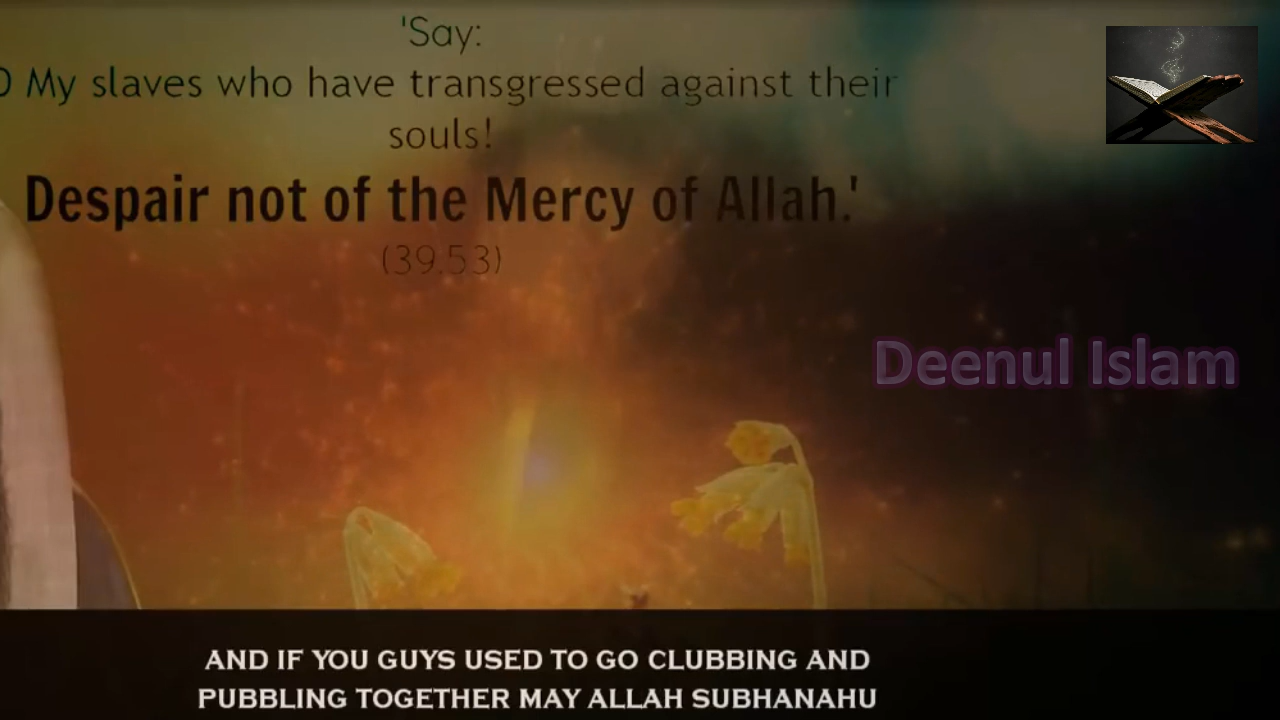 'Say:
O My slaves who have transgressed against their
souls!
Despair not of the Mercy of Allah.'
(39.53)
Deenul Islam
AND IF YOU GUYS USED TO GO CLUBBING AND
PUBBLING TOGETHER MAY ALLAH SUBHANAHU